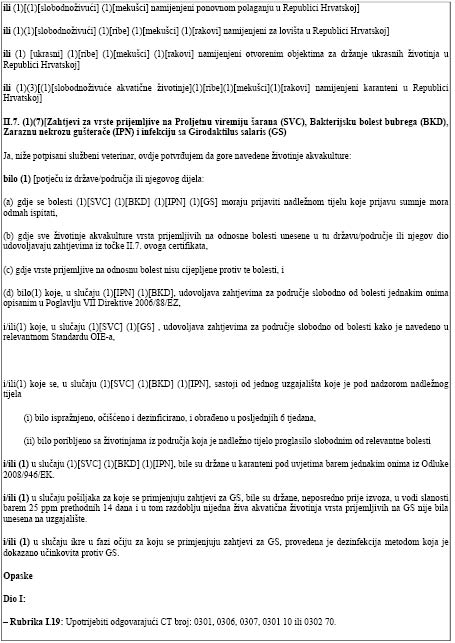 ili (1)[(1)[slobodnoživući] (1)[mekušci] namijenjeni ponovnom polaganju u Republici Hrvatskoj]
ili (1)(1)[slobodnoživući] (1)[ribe] (1)[mekušci] (1)[rakovi] namijenjeni za lovišta u Republici Hrvatskoj]
ili (1) [ukrasni] (1)[ribe] (1)[mekušci] (1)[rakovi] namijenjeni otvorenim objektima za držanje ukrasnih životinja u
Republici Hrvatskoj]
ili (1)(3)[(1)[slobodnoživuće akvatične životinje](1)[ribe](1)[mekušci](1)[rakovi] namijenjeni karanteni u Republici
Hrvatskoj]
II.7. (1)(7)[Zahtjevi za vrste prijemljive na Proljetnu viremiju šarana (SVC), Bakterijsku bolest bubrega (BKD),
Zaraznu nekrozu gušterače (IPN) i infekciju sa Girodaktilus salaris (GS)
Ja, niže potpisani službeni veterinar, ovdje potvrđujem da gore navedene životinje akvakulture:
bilo (1) [potječu iz države/područja ili njegovog dijela:
(a) gdje se bolesti (1)[SVC] (1)[BKD] (1)[IPN] (1)[GS] moraju prijaviti nadležnom tijelu koje prijavu sumnje mora
odmah ispitati,
(b) gdje sve životinje akvakulture vrsta prijemljivih na odnosne bolesti unesene u tu državu/područje ili njegov dio
udovoljavaju zahtjevima iz točke II.7. ovoga certifikata,
(c) gdje vrste prijemljive na odnosnu bolest nisu cijepljene protiv te bolesti, i
(d) bilo(1) koje, u slučaju (1)[IPN] (1)[BKD], udovoljava zahtjevima za područje slobodno od bolesti jednakim onima
opisanim u Poglavlju VII Direktive 2006/88/EZ,
i/ili(1) koje, u slučaju (1)[SVC] (1)[GS] , udovoljava zahtjevima za područje slobodno od bolesti kako je navedeno u
relevantnom Standardu OIE-a,
i/ili(1) koje se, u slučaju (1)[SVC] (1)[BKD] (1)[IPN], sastoji od jednog uzgajališta koje je pod nadzorom nadležnog
tijela
(i) bilo ispražnjeno, očišćeno i dezinficirano, i obrađeno u posljednjih 6 tjedana,
(ii) bilo poribljeno sa životinjama iz područja koja je nadležno tijelo proglasilo slobodnim od relevantne bolesti
i/ili (1) u slučaju (1)[SVC] (1)[BKD] (1)[IPN], bile su držane u karanteni pod uvjetima barem jednakim onima iz Odluke
2008/946/EK.
i/ili (1) u slučaju pošiljaka za koje se primjenjuju zahtjevi za GS, bile su držane, neposredno prije izvoza, u vodi slanosti
barem 25 ppm prethodnih 14 dana i u tom razdoblju nijedna živa akvatična životinja vrsta prijemljivih na GS nije bila
unesena na uzgajalište.
i/ili (1) u slučaju ikre u fazi očiju za koju se primjenjuju zahtjevi za GS, provedena je dezinfekcija metodom koja je
dokazano učinkovita protiv GS.
Opaske
Dio I:
– Rubrika I.19: Upotrijebiti odgovarajući CT broj: 0301, 0306, 0307, 0301 10 ili 0302 70.